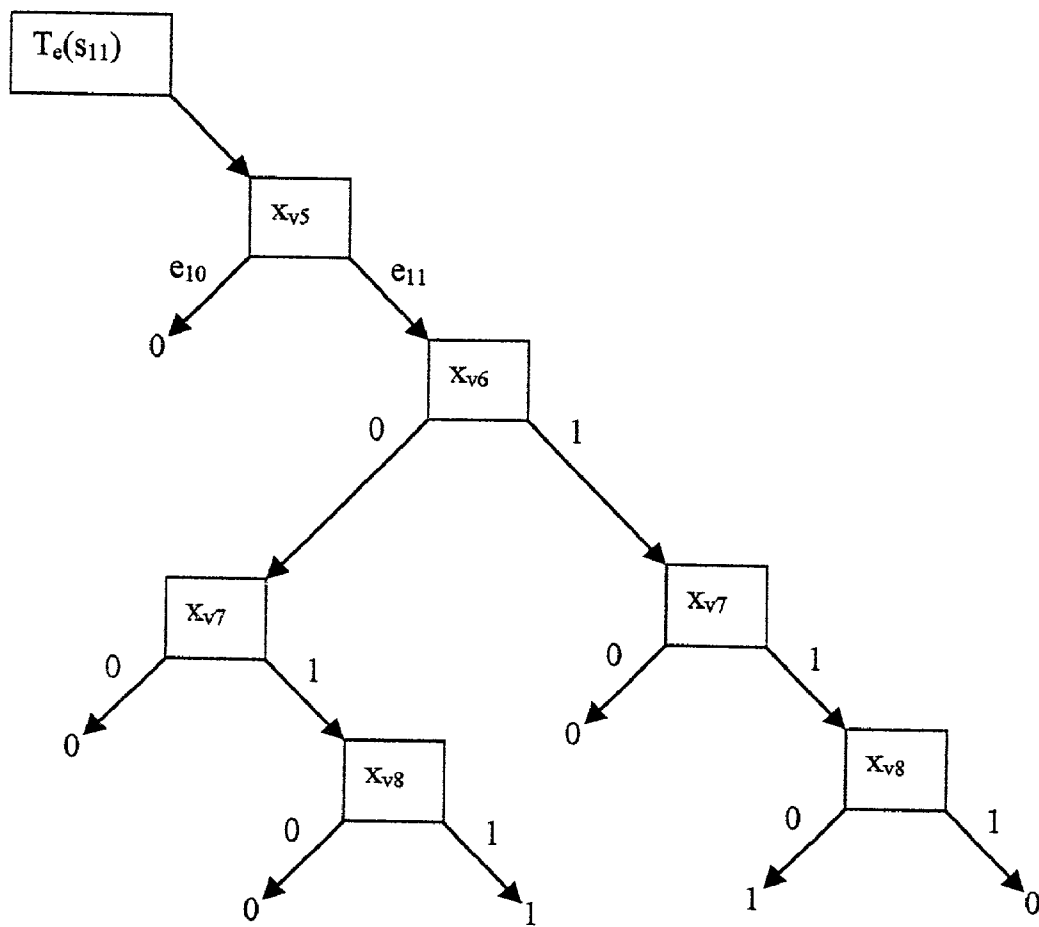 Tₑ(s₁₁)
xᵥ₅
e₁₀ e₁₁
0
xᵥ₆
0 1
xᵥ₇ xᵥ₇
0 1 0 1
0 0
xᵥ₈ xᵥ₈
0 1 0 1
0 1 1 0